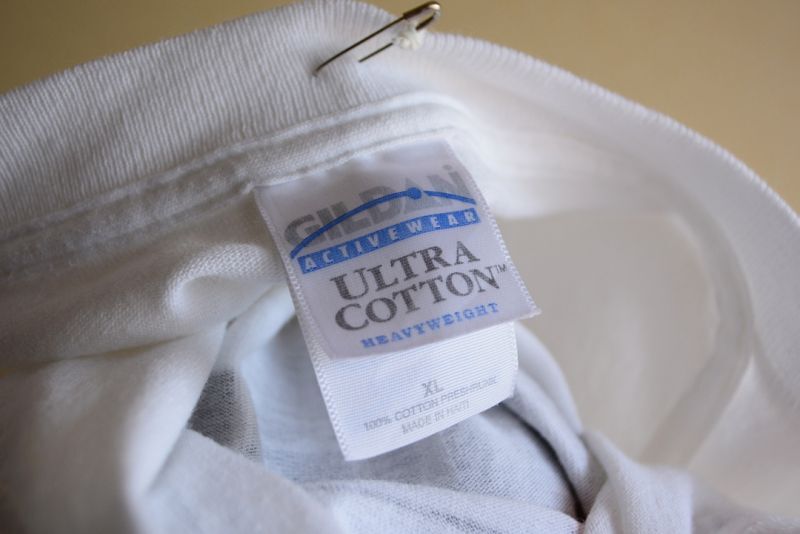 GILDAN
ACTIVEWEAR
ULTRA
COTTON™
HEAVYWEIGHT
XL
100% COTTON PRESHRUNK
MADE IN HAITI